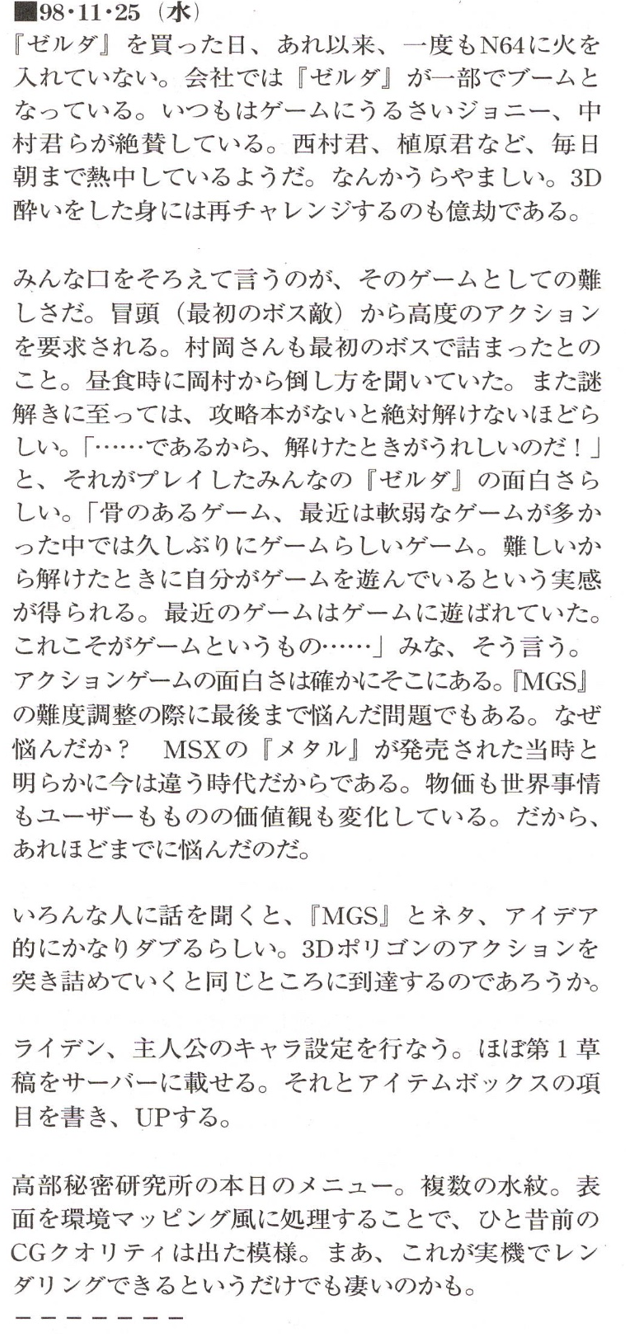 ■98・11・25（水）
『ゼルダ』を買った日、あれ以来、一度もN64に火を
入れていない。会社では『ゼルダ』が一部でブームと
なっている。いつもはゲームにうるさいジョニー、中
村君らが絶賛している。西村君、植原君など、毎日
朝まで熱中しているようだ。なんかうらやましい。3D
酔いをした身には再チャレンジするのも億劫である。
みんな口をそろえて言うのが、そのゲームとしての難
しさだ。冒頭（最初のボス敵）から高度のアクション
を要求される。村岡さんも最初のボスで詰まったとの
こと。昼食時に岡村から倒し方を聞いていた。また謎
解きに至っては、攻略本がないと絶対解けないほどら
しい。「……であるから、解けたときがうれしいのだ！」
と、それがプレイしたみんなの『ゼルダ』の面白さら
しい。「骨のあるゲーム、最近は軟弱なゲームが多か
った中では久しぶりにゲームらしいゲーム。難しいか
ら解けたときに自分がゲームを遊んでいるという実感
が得られる。最近のゲームはゲームに遊ばれていた。
これこそがゲームというもの……」みな、そう言う。
アクションゲームの面白さは確かにそこにある。『MGS』
の難度調整の際に最後まで悩んだ問題でもある。なぜ
悩んだか？　MSXの『メタル』が発売された当時と
明らかに今は違う時代だからである。物価も世界事情
もユーザーもものの価値観も変化している。だから、
あれほどまでに悩んだのだ。
いろんな人に話を聞くと、『MGS』とネタ、アイデア
的にかなりダブるらしい。3Dポリゴンのアクションを
突き詰めていくと同じところに到達するのであろうか。
ライデン、主人公のキャラ設定を行なう。ほぼ第１草
稿をサーバーに載せる。それとアイテムボックスの項
目を書き、UPする。
高部秘密研究所の本日のメニュー。複数の水紋。表
面を環境マッピング風に処理することで、ひと昔前の
CGクオリティは出た模様。まあ、これが実機でレン
ダリングできるというだけでも凄いのかも。
－－－－－－－